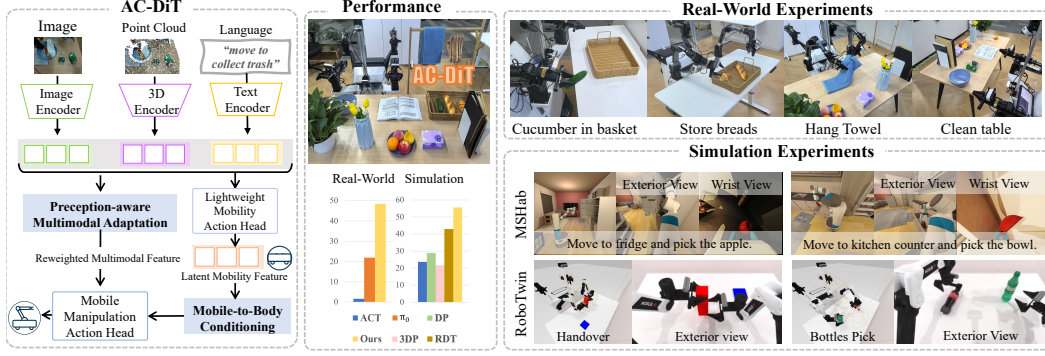 AC-DiT
Image
Point Cloud
Language
"move to
collect trash"
Image
Encoder
3D
Encoder
Text
Encoder
Preception-aware
Multimodal Adaptation
Lightweight
Mobility
Action Head
Reweighted Multimodal Feature
Latent Mobility Feature
Mobile
Manipulation
Action Head
Mobile-to-Body
Conditioning
Performance
AC-DiT
Real-World
Simulation
50
40
30
20
10
0
60
50
40
30
20
10
0
ACT
π0
DP
Ours
3DP
RDT
Real-World Experiments
Cucumber in basket
Store breads
Hang Towel
Clean table
Simulation Experiments
MSHab
Exterior View
Wrist View
Move to fridge and pick the apple.
Exterior View
Wrist View
Move to kitchen counter and pick the bowl.
RoboTwin
Handover
Exterior view
Bottles Pick
Exterior View